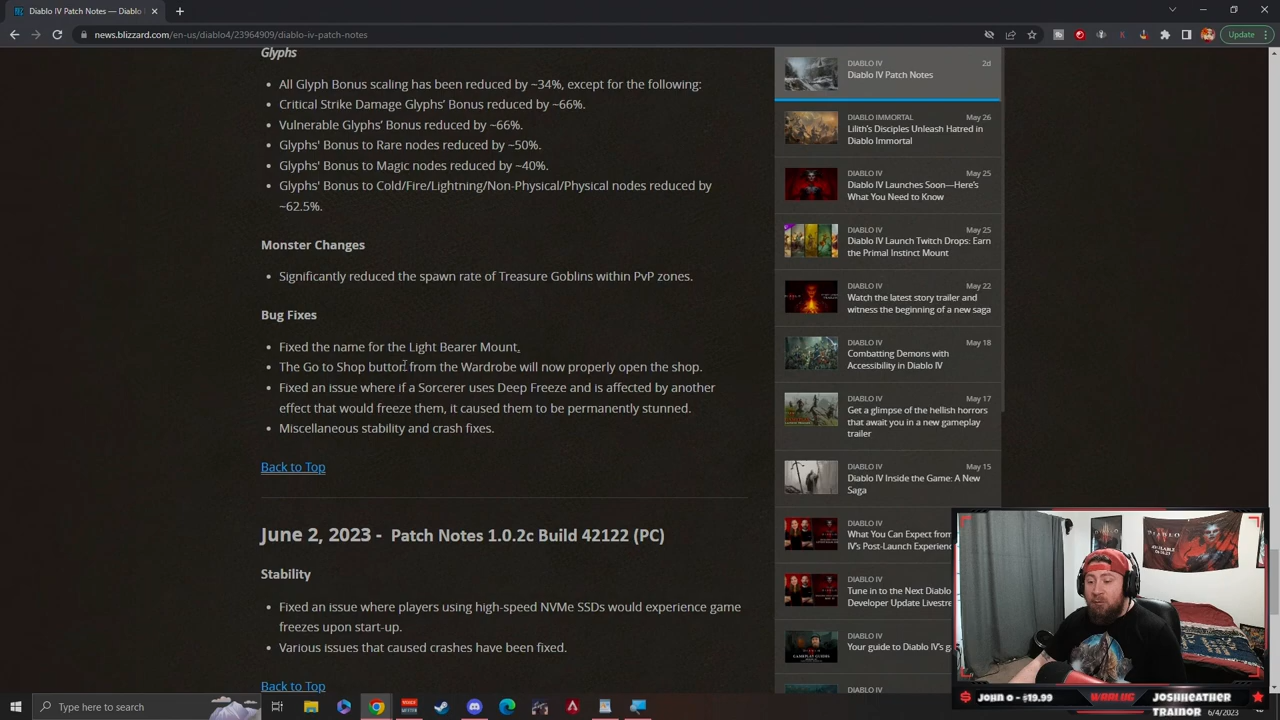 Diablo IV Patch Notes — Diablo I
news.blizzard.com/en-us/diablo4/23964909/diablo-iv-patch-notes
Update
Glyphs
All Glyph Bonus scaling has been reduced by ~34%, except for the following:
Critical Strike Damage Glyphs' Bonus reduced by ~66%.
Vulnerable Glyphs' Bonus reduced by ~66%.
Glyphs' Bonus to Rare nodes reduced by ~50%.
Glyphs' Bonus to Magic nodes reduced by ~40%.
Glyphs' Bonus to Cold/Fire/Lightning/Non-Physical/Physical nodes reduced by
~62.5%.
Monster Changes
Significantly reduced the spawn rate of Treasure Goblins within PvP zones.
Bug Fixes
Fixed the name for the Light Bearer Mount.
The Go to Shop button from the Wardrobe will now properly open the shop.
Fixed an issue where if a Sorcerer uses Deep Freeze and is affected by another
effect that would freeze them, it caused them to be permanently stunned.
Miscellaneous stability and crash fixes.
Back to Top
June 2, 2023 - Patch Notes 1.0.2c Build 42122 (PC)
Stability
Fixed an issue where players using high-speed NVMe SSDs would experience game
freezes upon start-up.
Various issues that caused crashes have been fixed.
Back to Top
DIABLO IV 2d
Diablo IV Patch Notes
DIABLO IMMORTAL May 26
Lilith's Disciples Unleash Hatred in
Diablo Immortal
DIABLO IV May 25
Diablo IV Launches Soon—Here's
What You Need to Know
DIABLO IV May 25
Diablo IV Launch Twitch Drops: Earn
the Primal Instinct Mount
DIABLO IV May 22
Watch the latest story trailer and
witness the beginning of a new saga
DIABLO IV May 18
Combatting Demons with
Accessibility in Diablo IV
DIABLO IV May 17
Get a glimpse of the hellish horrors
that await you in a new gameplay
trailer
DIABLO IV May 15
Diablo IV Inside the Game: A New
Saga
DIABLO IV
What You Can Expect from
IV's Post-Launch Experienc
DIABLO IV
Tune in to the Next Diablo
Developer Update Livestre
DIABLO IV
Your guide to Diablo IV's g
DIABLO
JOHN O - $19.99
JOSHHEATHER
TRAINOR
Type here to search
6/4/2023